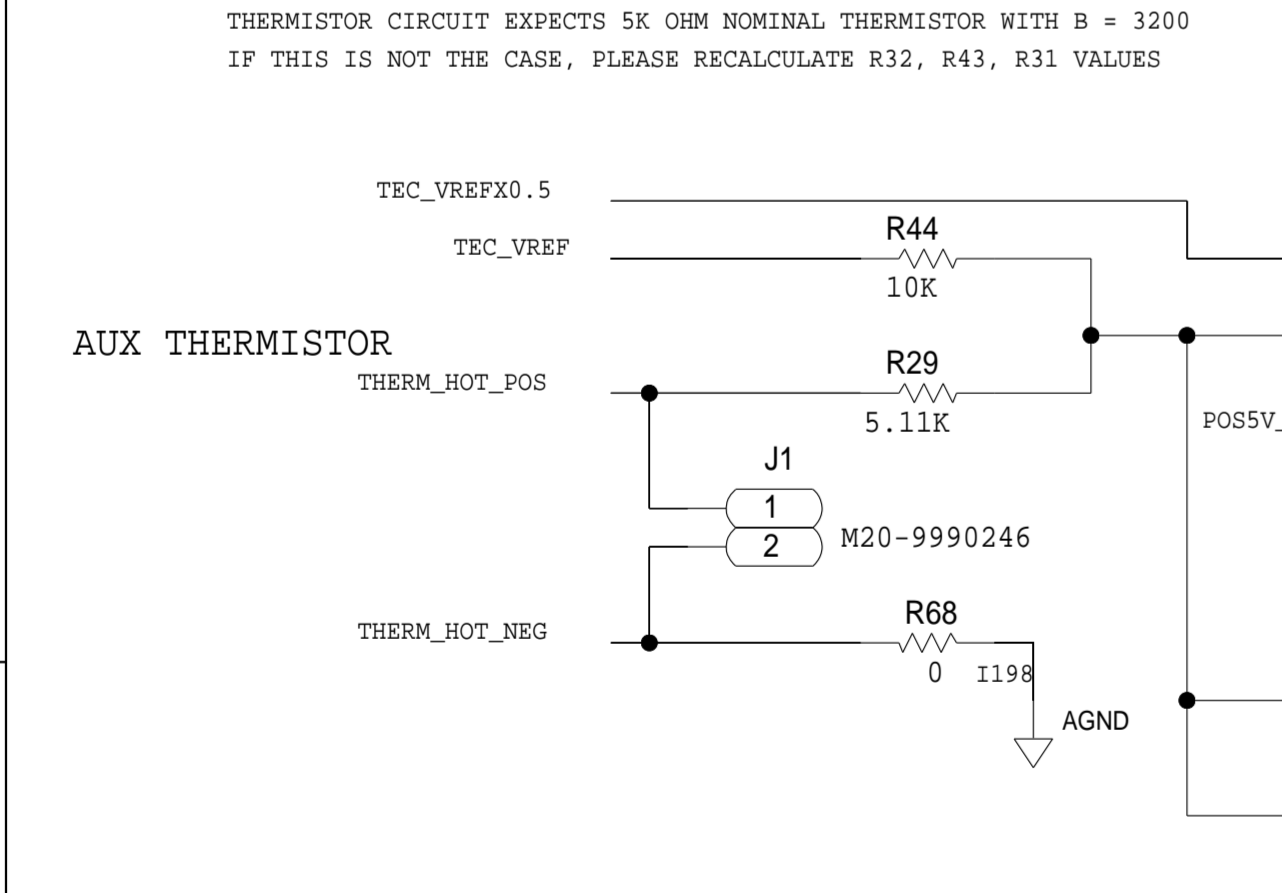 THERMISTOR CIRCUIT EXPECTS 5K OHM NOMINAL THERMISTOR WITH B = 3200
IF THIS IS NOT THE CASE, PLEASE RECALCULATE R32, R43, R31 VALUES
TEC_VREFX0.5
R44
TEC_VREF
10K
AUX THERMISTOR
R29
THERM_HOT_POS
5.11K
POS5V_
J1
1
2
M20-9990246
R68
THERM_HOT_NEG
0
I198
AGND